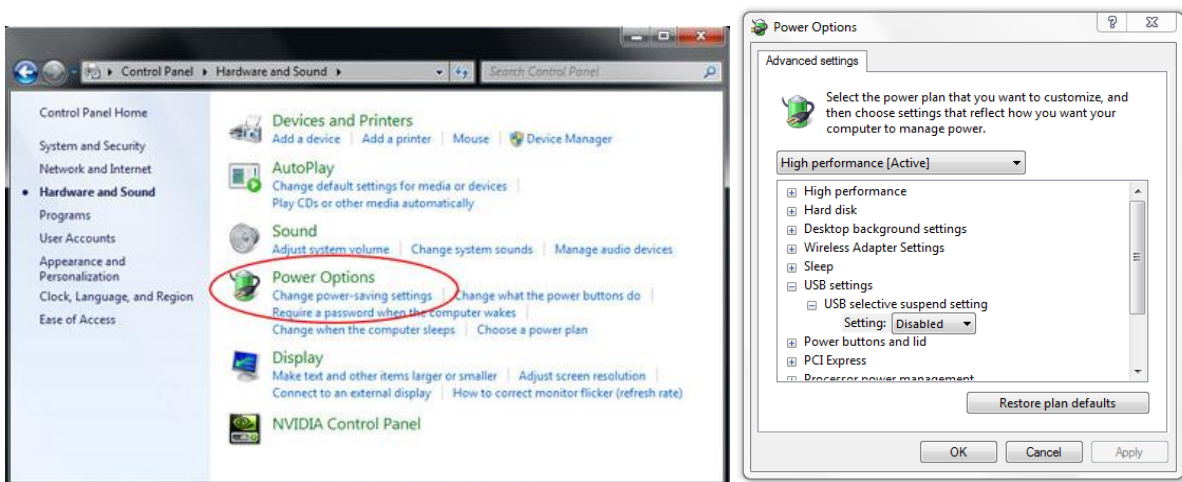 Control Panel ▸ Hardware and Sound ▸
Search Control Panel
Control Panel Home
System and Security
Network and Internet
Hardware and Sound
Programs
User Accounts
Appearance and
Personalization
Clock, Language, and Region
Ease of Access
Devices and Printers
Add a device | Add a printer | Mouse | Device Manager
AutoPlay
Change default settings for media or devices
Play CDs or other media automatically
Sound
Adjust system volume | Change system sounds | Manage audio devices
Power Options
Change power-saving settings | Change what the power buttons do
Require a password when the computer wakes
Change when the computer sleeps | Choose a power plan
Display
Make text and other items larger or smaller | Adjust screen resolution
Connect to an external display | How to correct monitor flicker (refresh rate)
NVIDIA Control Panel
Power Options
Advanced settings
Select the power plan that you want to customize, and
then choose settings that reflect how you want your
computer to manage power.
High performance [Active]
High performance
Hard disk
Desktop background settings
Wireless Adapter Settings
Sleep
USB settings
USB selective suspend setting
Setting: Disabled
Power buttons and lid
PCI Express
Processor power management
Restore plan defaults
OK
Cancel
Apply